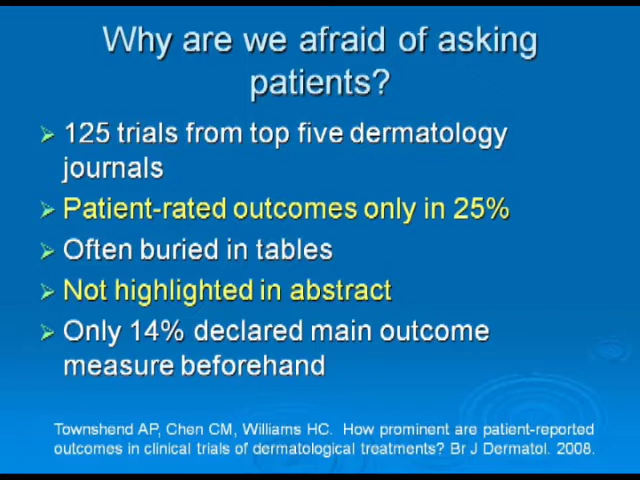 Why are we afraid of asking
patients?
125 trials from top five dermatology
journals
Patient-rated outcomes only in 25%
Often buried in tables
Not highlighted in abstract
Only 14% declared main outcome
measure beforehand
Townshend AP, Chen CM, Williams HC. How prominent are patient-reported
outcomes in clinical trials of dermatological treatments? Br J Dermatol. 2008.